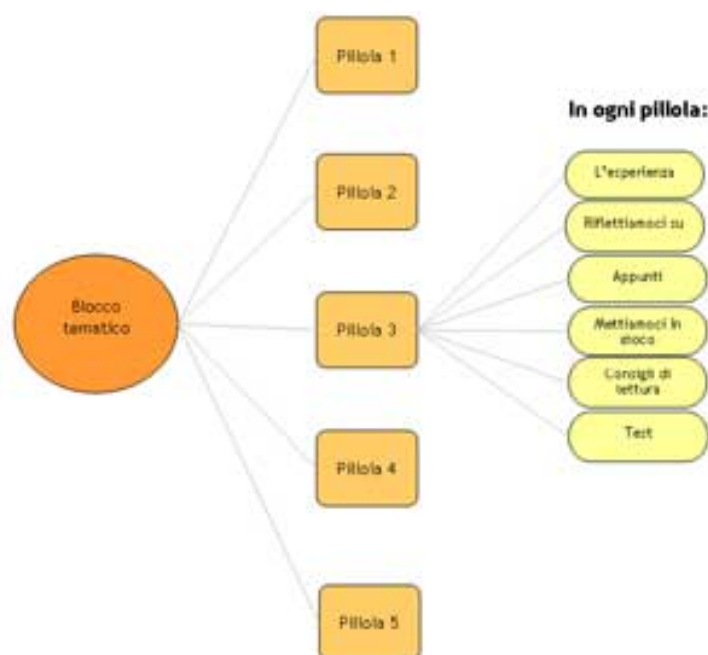 Pillola 1
In ogni pillola:
L'esperienza
Pillola 2
Riflettiamoci su
Appunti
Blocco
tematico
Pillola 3
Mettiamoci in
gioco
Consigli di
lettura
Test
Pillola 4
Pillola 5